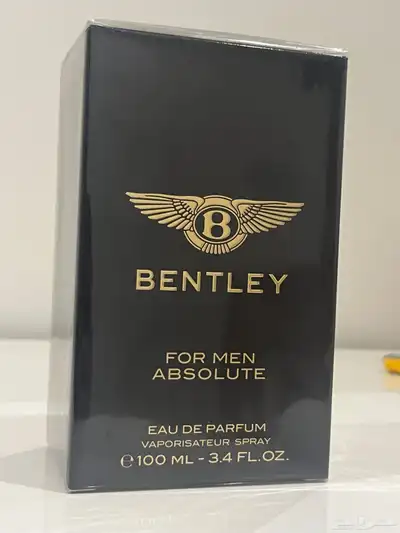 B
BENTLEY
FOR MEN
ABSOLUTE
EAU DE PARFUM
VAPORISATEUR SPRAY
℮ 100 ML - 3.4 FL.OZ.